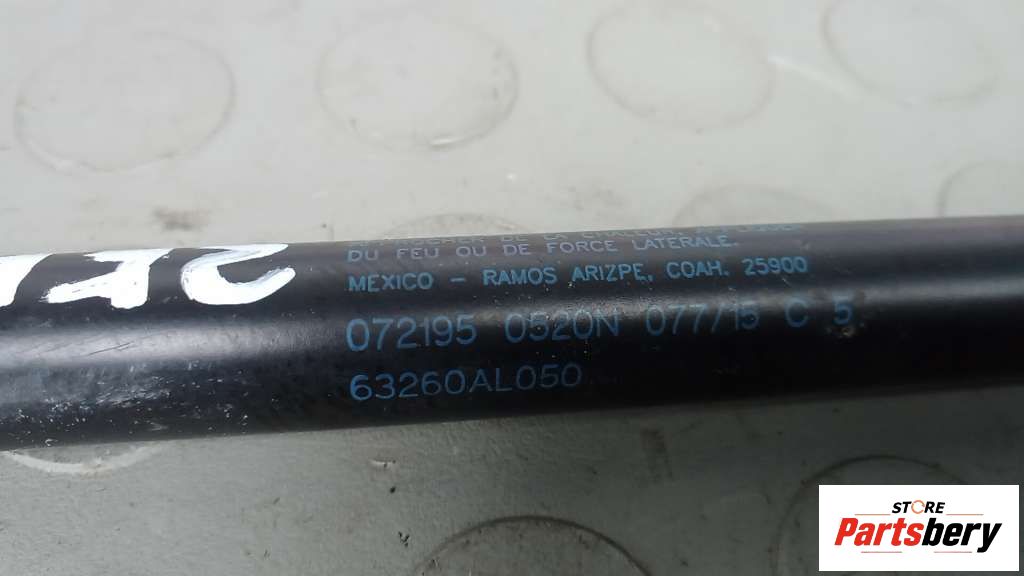 DU FEU OU DE FORCE LATERALE.
MEXICO - RAMOS ARIZPE, COAH. 25900
072195 0520N 077/15 C 5
63260AL050
STORE
Partsbery